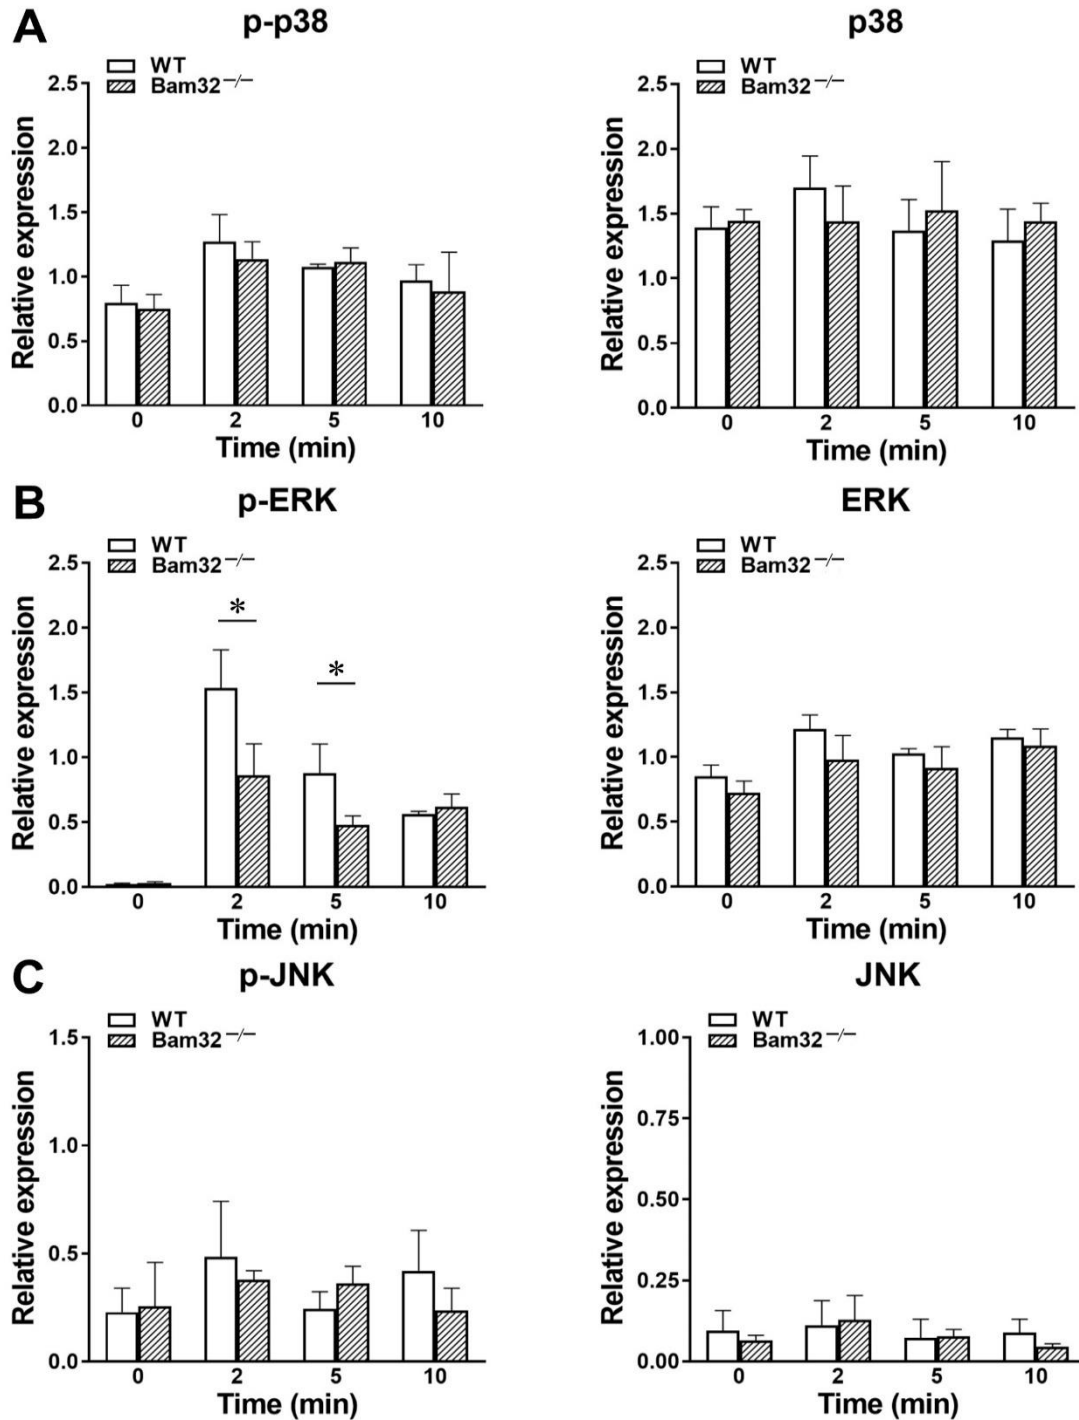 A
p-p38
WT
Bam32−/−
2.5
2.0
1.5
1.0
0.5
0.0
Relative expression
0 2 5 10
Time (min)
p38
WT
Bam32−/−
2.5
2.0
1.5
1.0
0.5
0.0
Relative expression
0 2 5 10
Time (min)
B
p-ERK
WT
Bam32−/−
2.5
2.0
1.5
1.0
0.5
0.0
Relative expression
*
*
0 2 5 10
Time (min)
ERK
WT
Bam32−/−
2.5
2.0
1.5
1.0
0.5
0.0
Relative expression
0 2 5 10
Time (min)
C
p-JNK
WT
Bam32−/−
1.5
1.0
0.5
0.0
Relative expression
0 2 5 10
Time (min)
JNK
WT
Bam32−/−
1.00
0.75
0.50
0.25
0.00
Relative expression
0 2 5 10
Time (min)